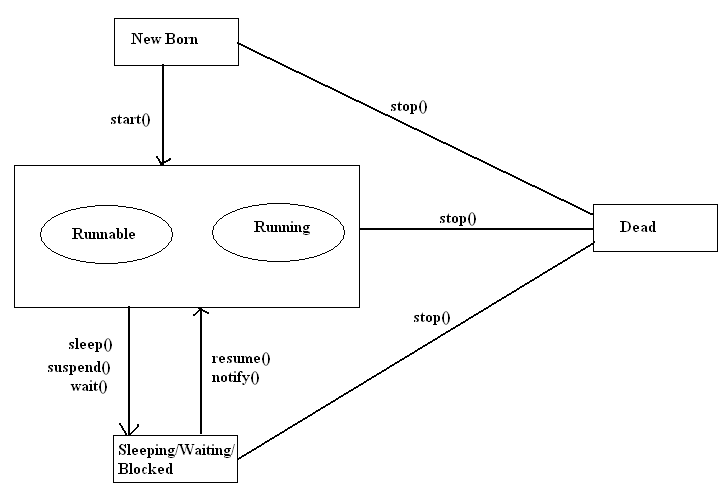 New Born
stop()
start()
Runnable
Running
stop()
Dead
stop()
sleep()
suspend()
wait()
resume()
notify()
Sleeping/Waiting/
Blocked